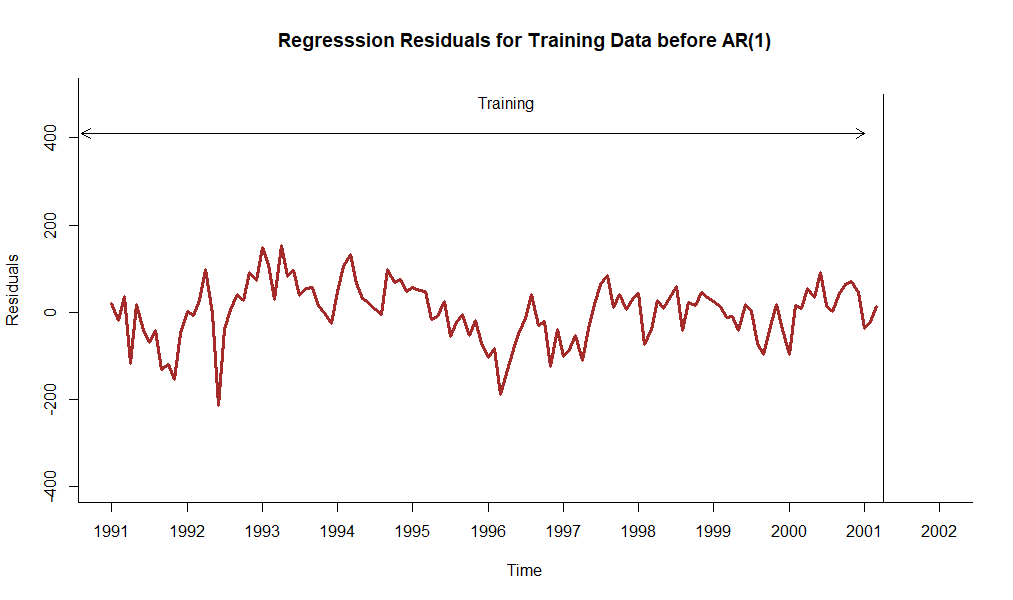 Regresssion Residuals for Training Data before AR(1)
Training
400
200
0
-200
-400
Residuals
1991 1992 1993 1994 1995 1996 1997 1998 1999 2000 2001 2002
Time